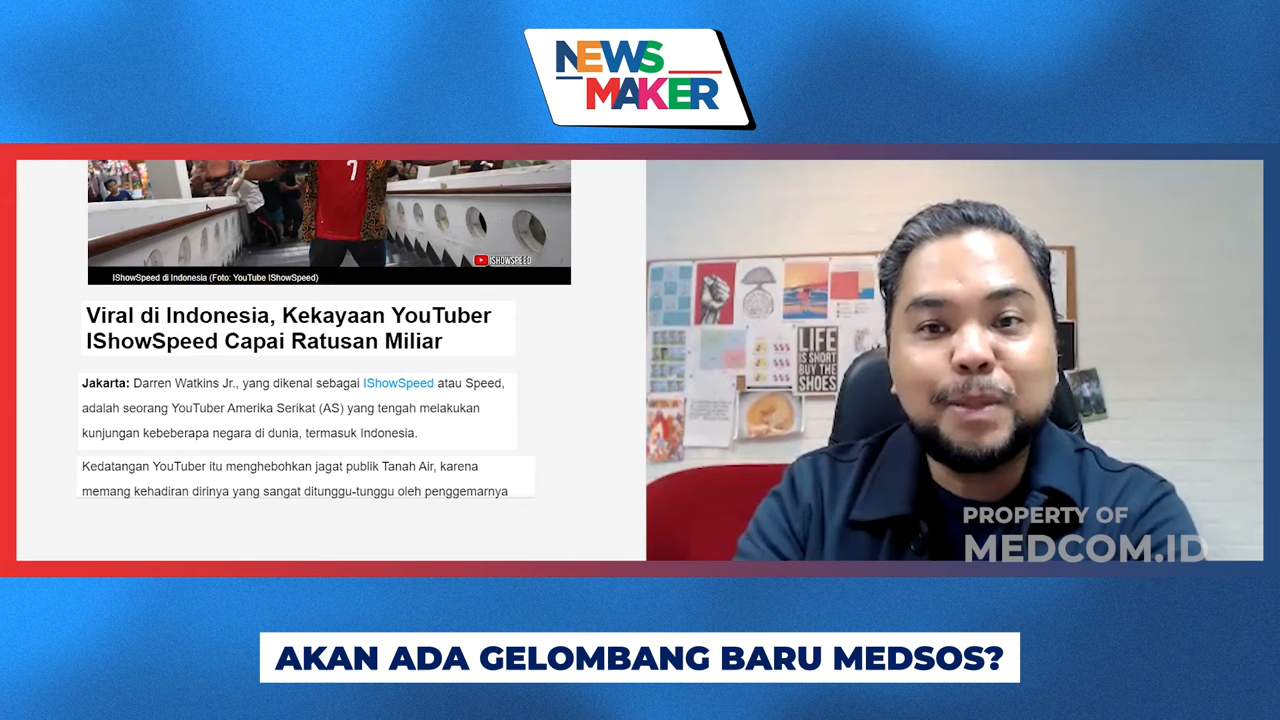 NEWS
MAKER
7
ISHOWSPEED
IShowSpeed di Indonesia (Foto: YouTube IShowSpeed)
Viral di Indonesia, Kekayaan YouTuber
IShowSpeed Capai Ratusan Miliar
Jakarta: Darren Watkins Jr., yang dikenal sebagai IShowSpeed atau Speed,
adalah seorang YouTuber Amerika Serikat (AS) yang tengah melakukan
kunjungan kebeberapa negara di dunia, termasuk Indonesia.
Kedatangan YouTuber itu menghebohkan jagat publik Tanah Air, karena
memang kehadiran dirinya yang sangat ditunggu-tunggu oleh penggemarnya
LIFE
IS SHORT
BUY THE
SHOES
PROPERTY OF
MEDCOM.ID
AKAN ADA GELOMBANG BARU MEDSOS?